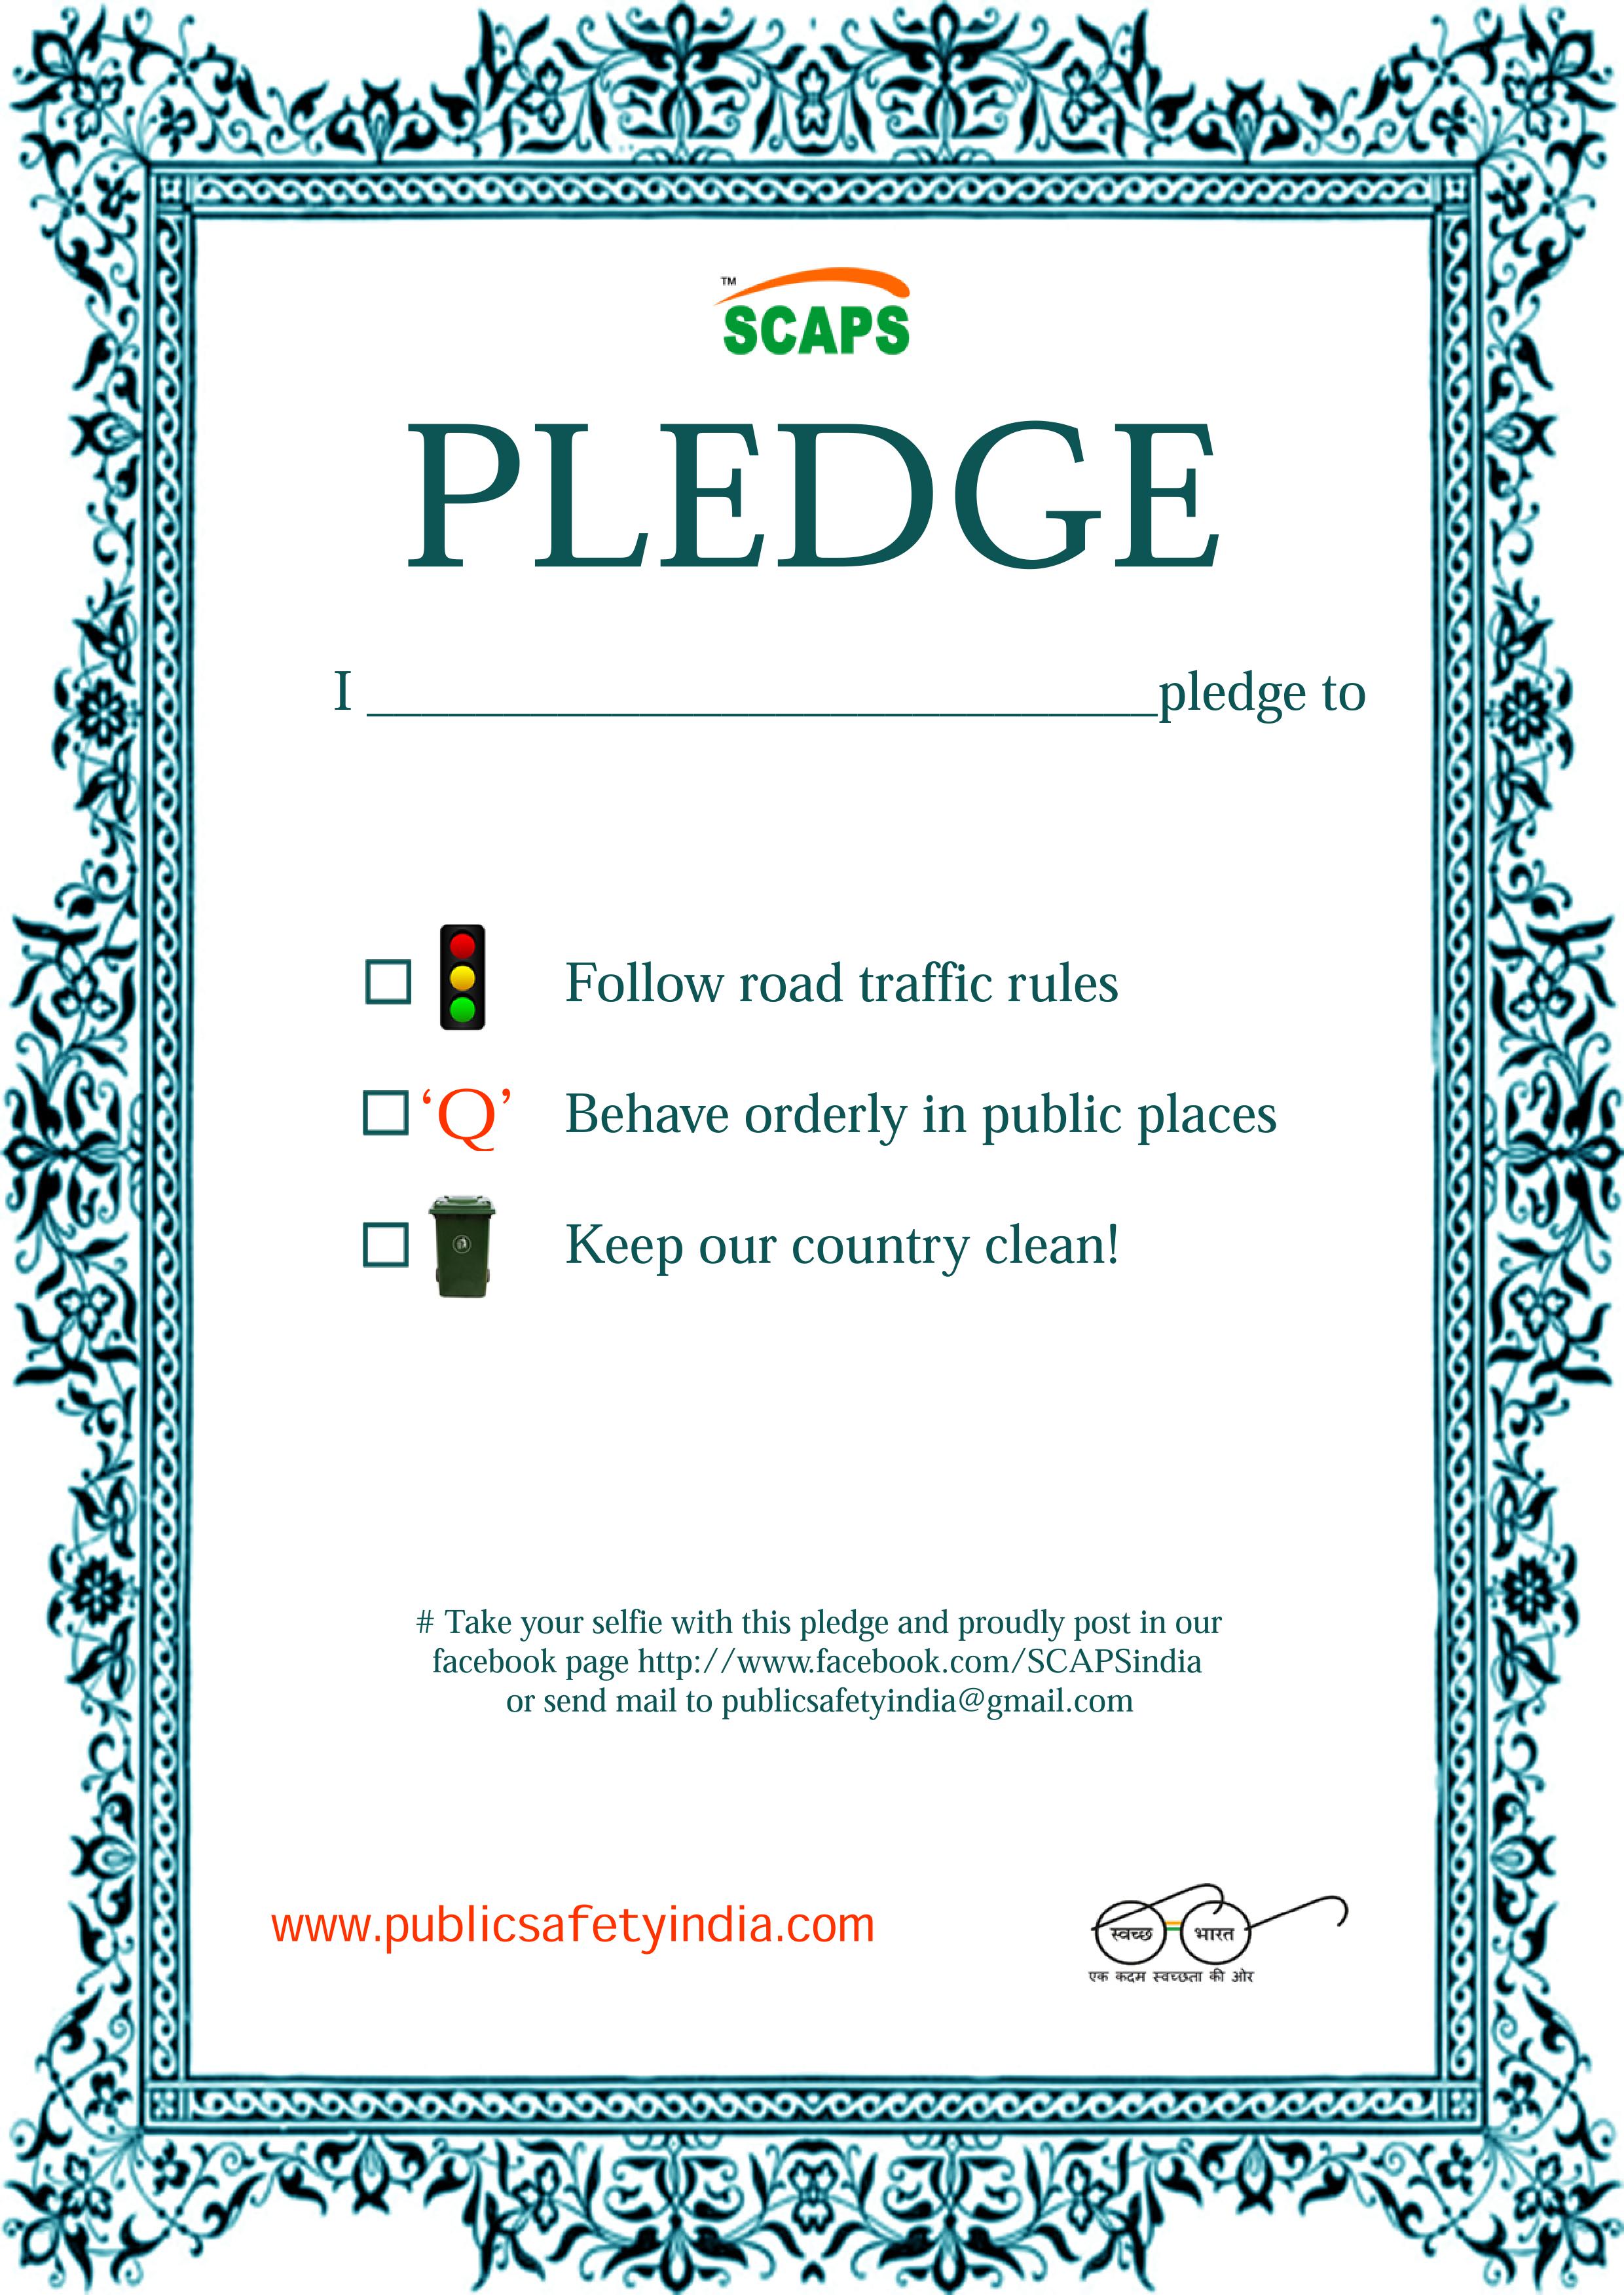 TM
SCAPS
PLEDGE
I _____________________________pledge to
Follow road traffic rules
‘Q’ Behave orderly in public places
Keep our country clean!
# Take your selfie with this pledge and proudly post in our
facebook page http://www.facebook.com/SCAPSindia
or send mail to publicsafetyindia@gmail.com
www.publicsafetyindia.com
स्वच्छ भारत
एक कदम स्वच्छता की ओर